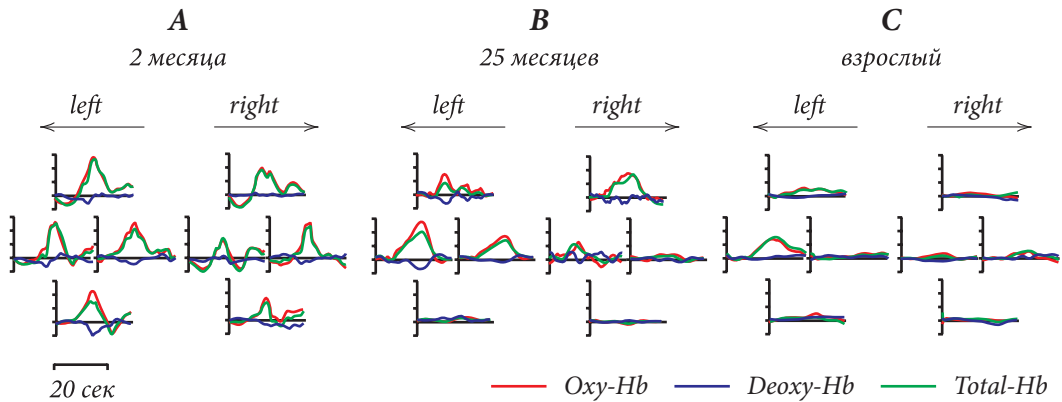 A B C
2 месяца 25 месяцев взрослый
left right left right left right
20 сек
Oxy-Hb Deoxy-Hb Total-Hb